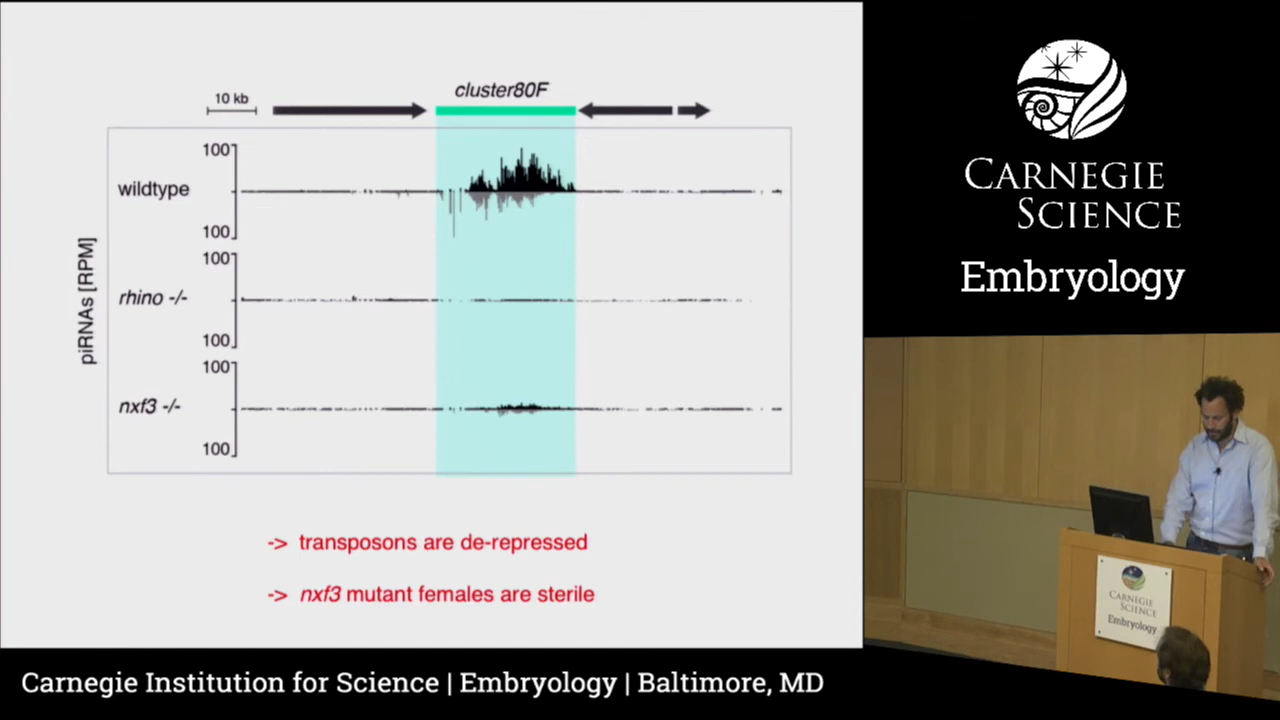 10 kb
cluster80F
piRNAs [RPM]
wildtype
100
100
rhino -/-
100
100
nxf3 -/-
100
100
-> transposons are de-repressed
-> nxf3 mutant females are sterile
CARNEGIE
SCIENCE
Embryology
CARNEGIE
SCIENCE
Embryology
Carnegie Institution for Science | Embryology | Baltimore, MD